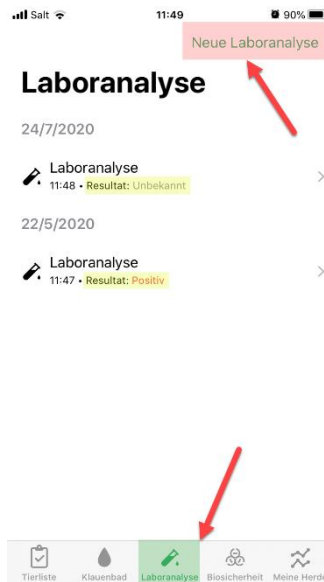 Salt 11:49 90%
Neue Laboranalyse
Laboranalyse
24/7/2020
Laboranalyse
11:48 • Resultat: Unbekannt
22/5/2020
Laboranalyse
11:47 • Resultat: Positiv
Tierliste Klauenbad Laboranalyse Biosicherheit Meine Herde